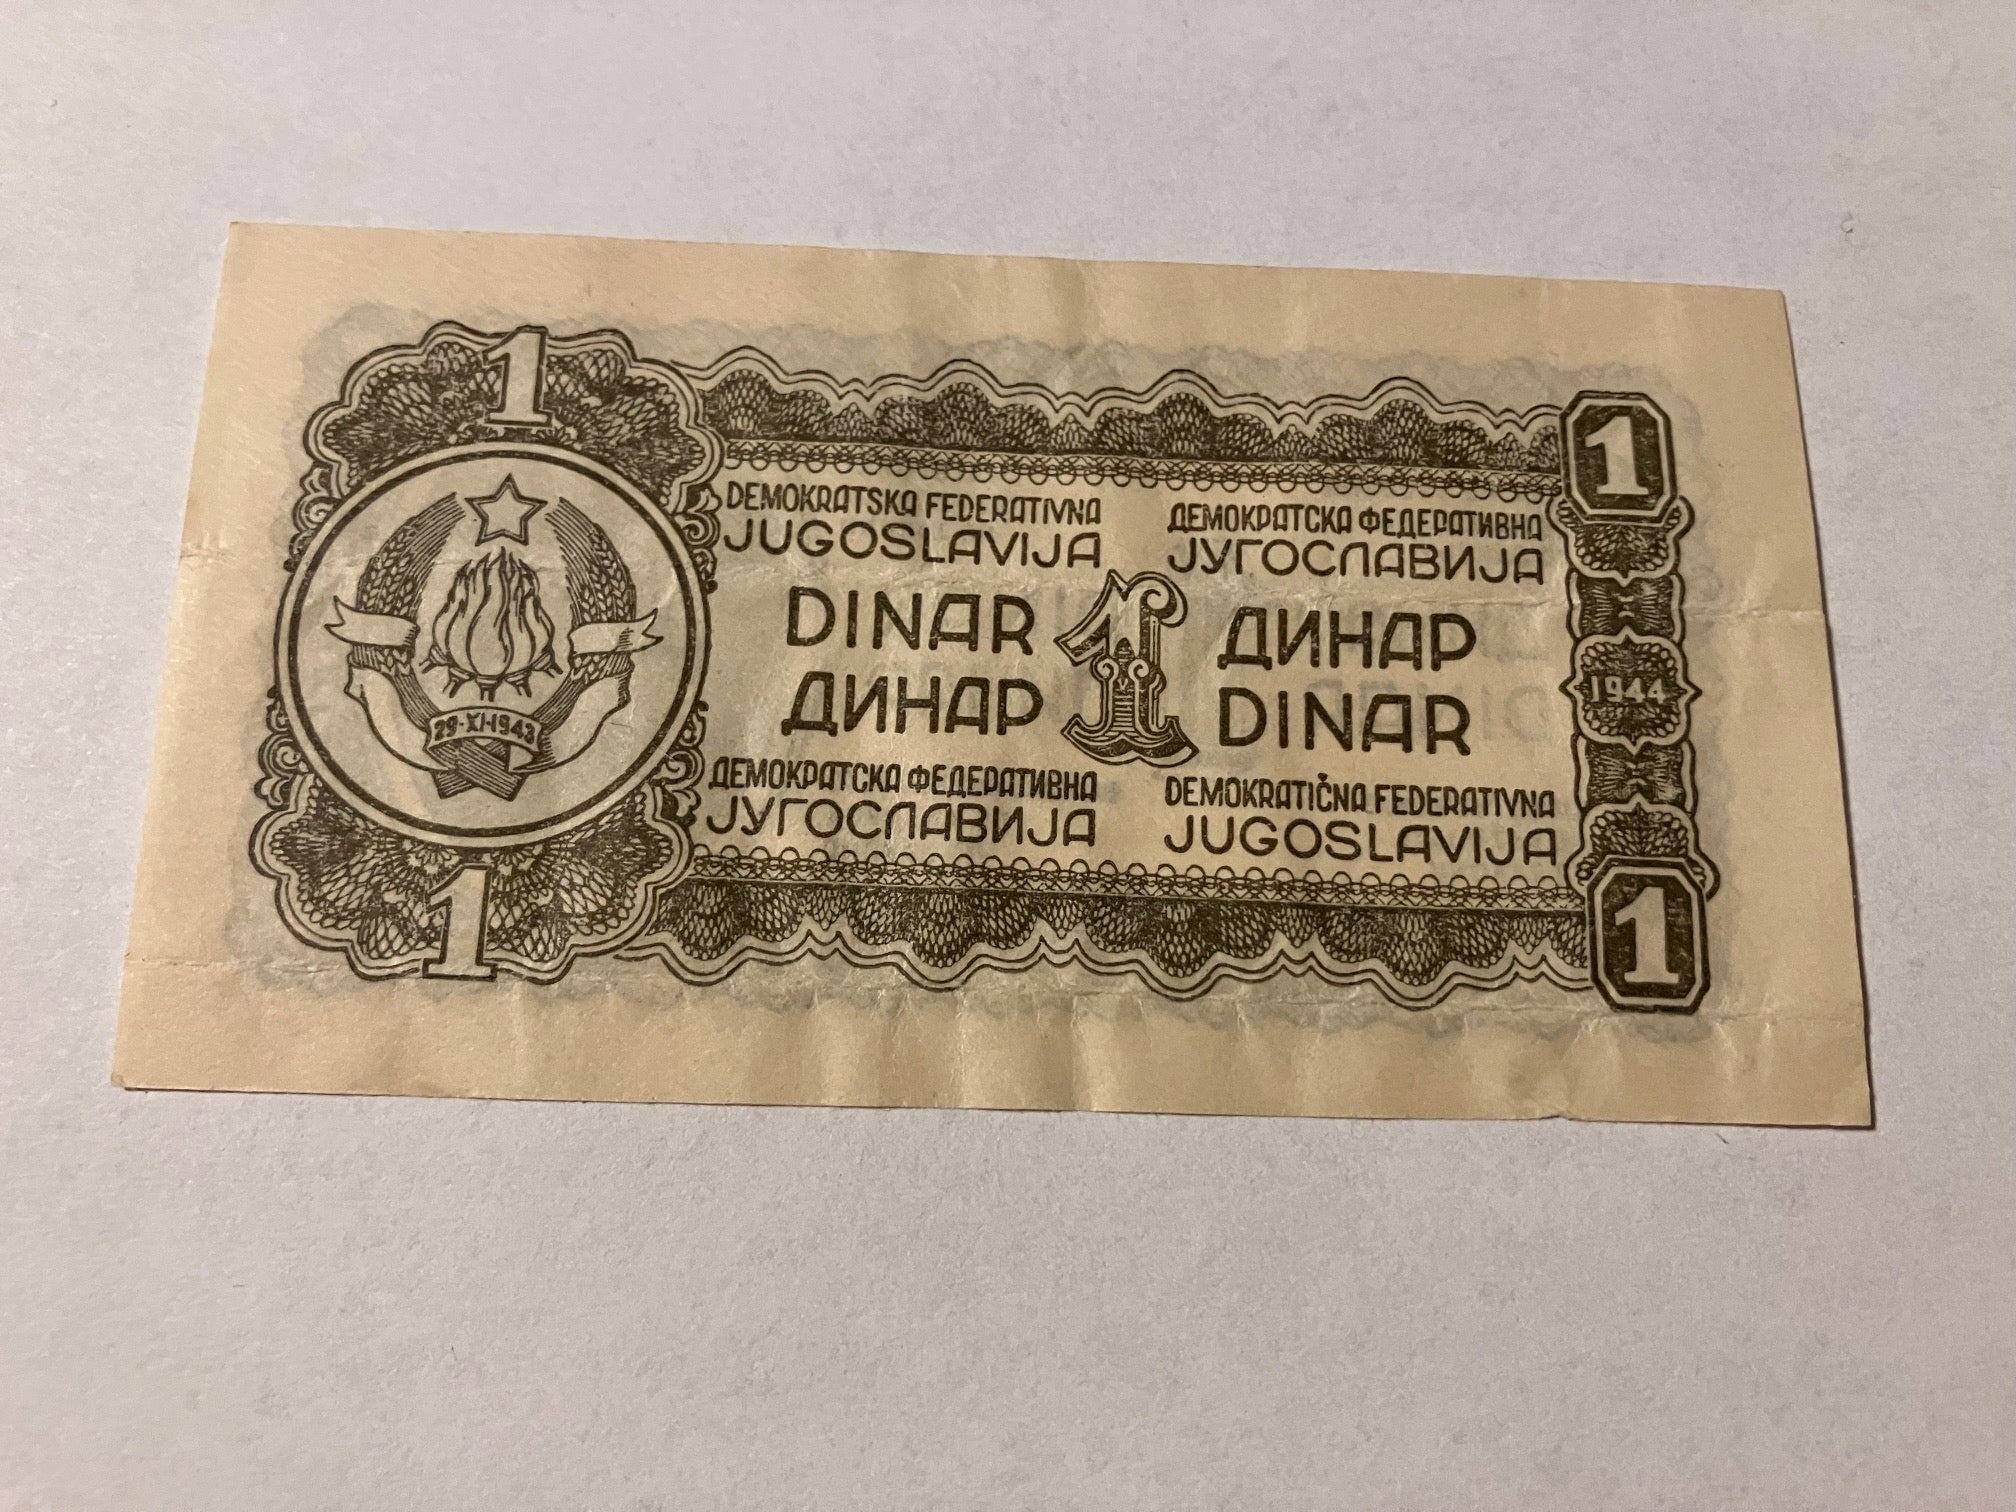 1
1
DEMOKRATSKA FEDERATIVNA
JUGOSLAVIJA
ДЕМОКРАТСКА ФЕДЕРАТИВНА
ЈУГОСЛАВИЈА
DINAR
ДИНАР
1
ДИНАР
DINAR
1944
29·XI·1943
ДЕМОКРАТСКА ФЕДЕРАТИВНА
ЈУГОСЛАВИЈА
DEMOKRATIČNA FEDERATIVNA
JUGOSLAVIJA
1
1